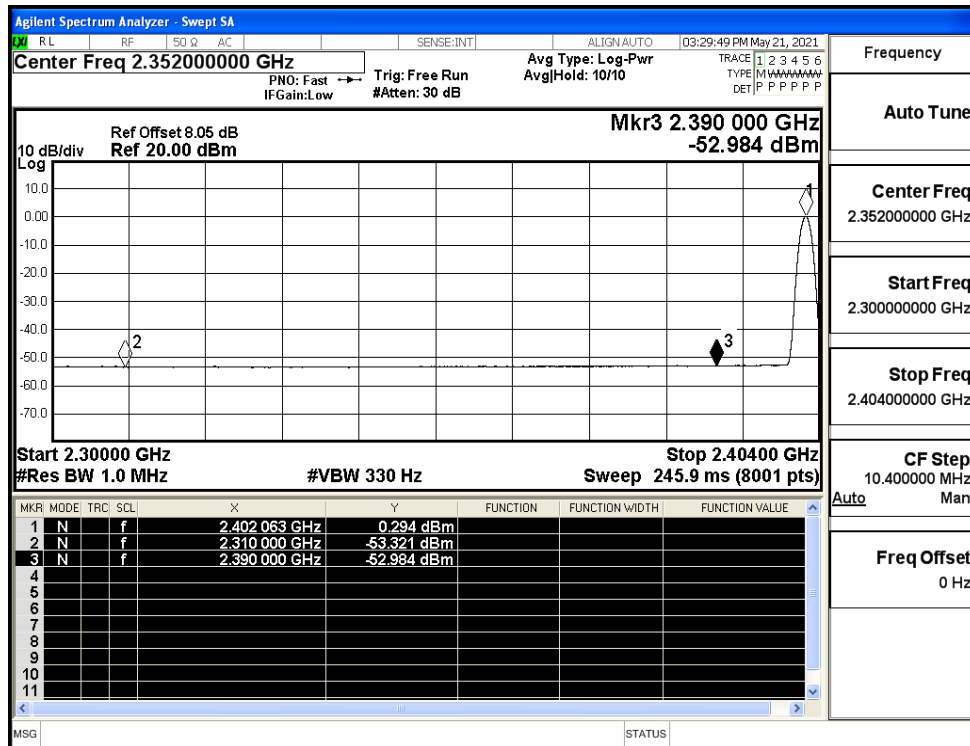 Agilent Spectrum Analyzer - Swept SA
LXI RL RF 50 Ω AC SENSE:INT ALIGN AUTO 03:29:49 PM May 21, 2021
Center Freq 2.352000000 GHz
PNO: Fast
IFGain:Low
Trig: Free Run
#Atten: 30 dB
Avg Type: Log-Pwr
Avg|Hold: 10/10
TRACE 1 2 3 4 5 6
TYPE M
DET P P P P P P
Ref Offset 8.05 dB
10 dB/div Ref 20.00 dBm
Log
Mkr3 2.390 000 GHz
-52.984 dBm
10.0
0.00
-10.0
-20.0
-30.0
-40.0
-50.0
-60.0
-70.0
1
2
3
Start 2.30000 GHz Stop 2.40400 GHz
#Res BW 1.0 MHz #VBW 330 Hz Sweep 245.9 ms (8001 pts)
MKR MODE TRC SCL X Y FUNCTION FUNCTION WIDTH FUNCTION VALUE
1 N f 2.402 063 GHz 0.294 dBm
2 N f 2.310 000 GHz -53.321 dBm
3 N f 2.390 000 GHz -52.984 dBm
4
5
6
7
8
9
10
11
MSG STATUS
Frequency
Auto Tune
Center Freq
2.352000000 GHz
Start Freq
2.300000000 GHz
Stop Freq
2.404000000 GHz
CF Step
10.400000 MHz
Auto Man
Freq Offset
0 Hz